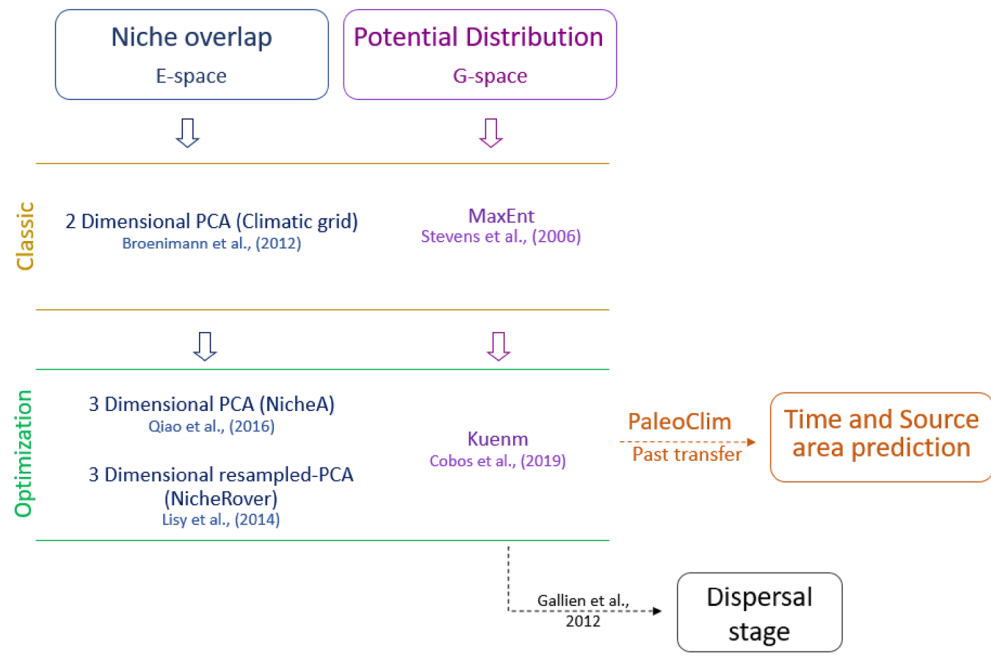 Niche overlap
E-space
Potential Distribution
G-space
Classic
2 Dimensional PCA (Climatic grid)
Broenimann et al., (2012)
MaxEnt
Stevens et al., (2006)
Optimization
3 Dimensional PCA (NicheA)
Qiao et al., (2016)
3 Dimensional resampled-PCA
(NicheRover)
Lisy et al., (2014)
Kuenm
Cobos et al., (2019)
PaleoClim
Past transfer
Time and Source
area prediction
Gallien et al.,
2012
Dispersal
stage